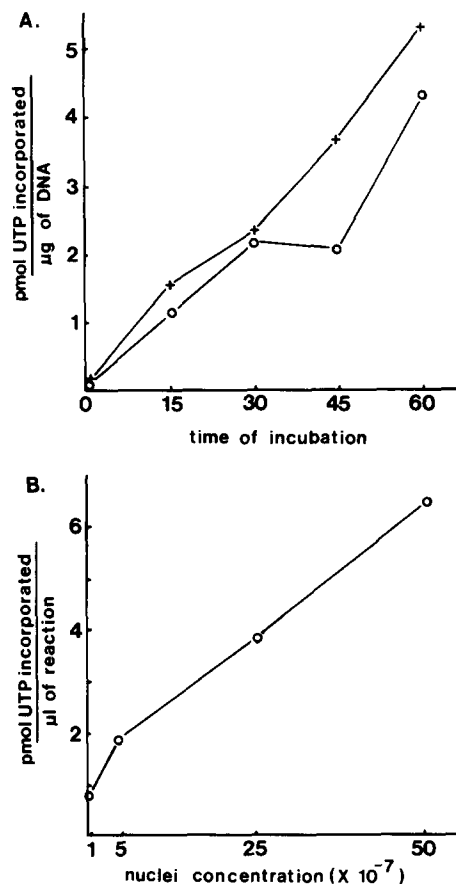 A.
pmol UTP incorporated
µg of DNA
5
4
3
2
1
0 15 30 45 60
time of incubation
B.
pmol UTP incorporated
µl of reaction
6
4
2
1 5 25 50
nuclei concentration (X 10⁻⁷)